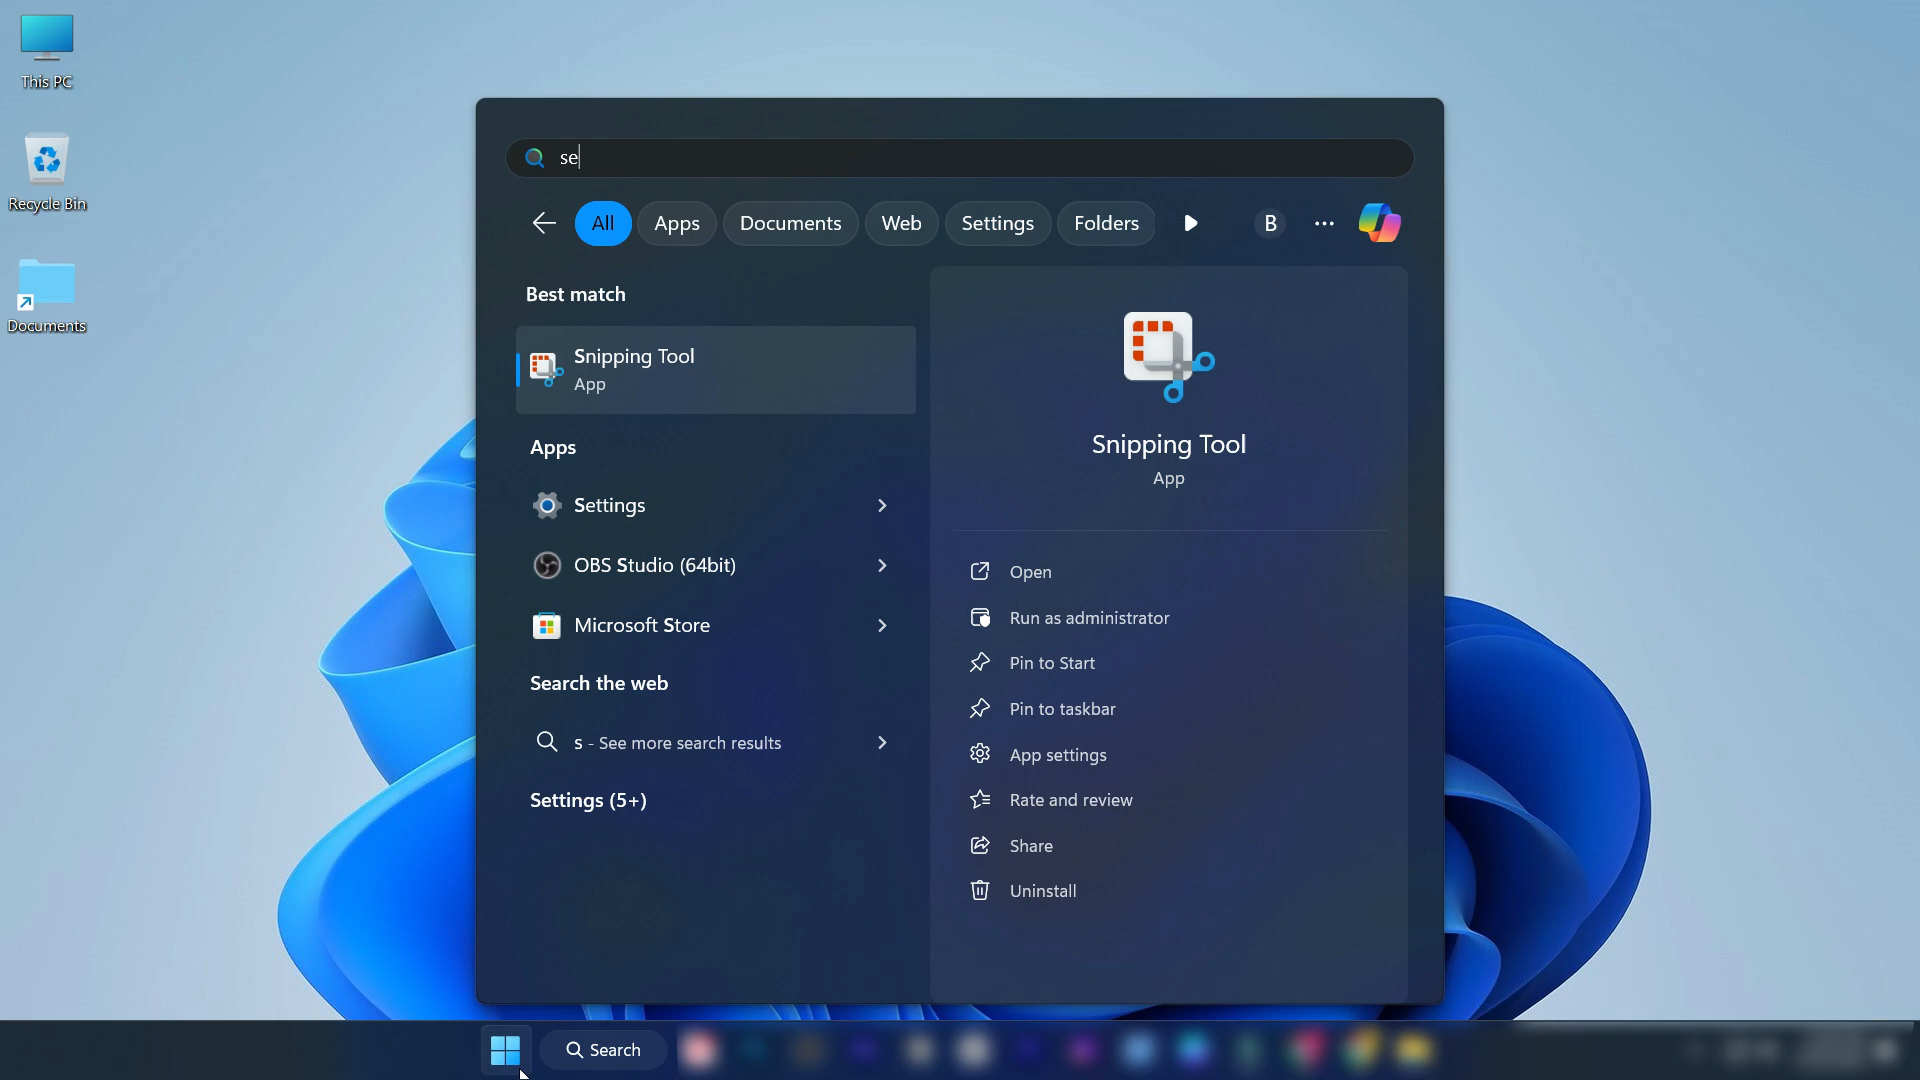 This PC
Recycle Bin
Documents
se
All
Apps
Documents
Web
Settings
Folders
B
Best match
Snipping Tool
App
Apps
Settings
OBS Studio (64bit)
Microsoft Store
Search the web
s - See more search results
Settings (5+)
Snipping Tool
App
Open
Run as administrator
Pin to Start
Pin to taskbar
App settings
Rate and review
Share
Uninstall
Search